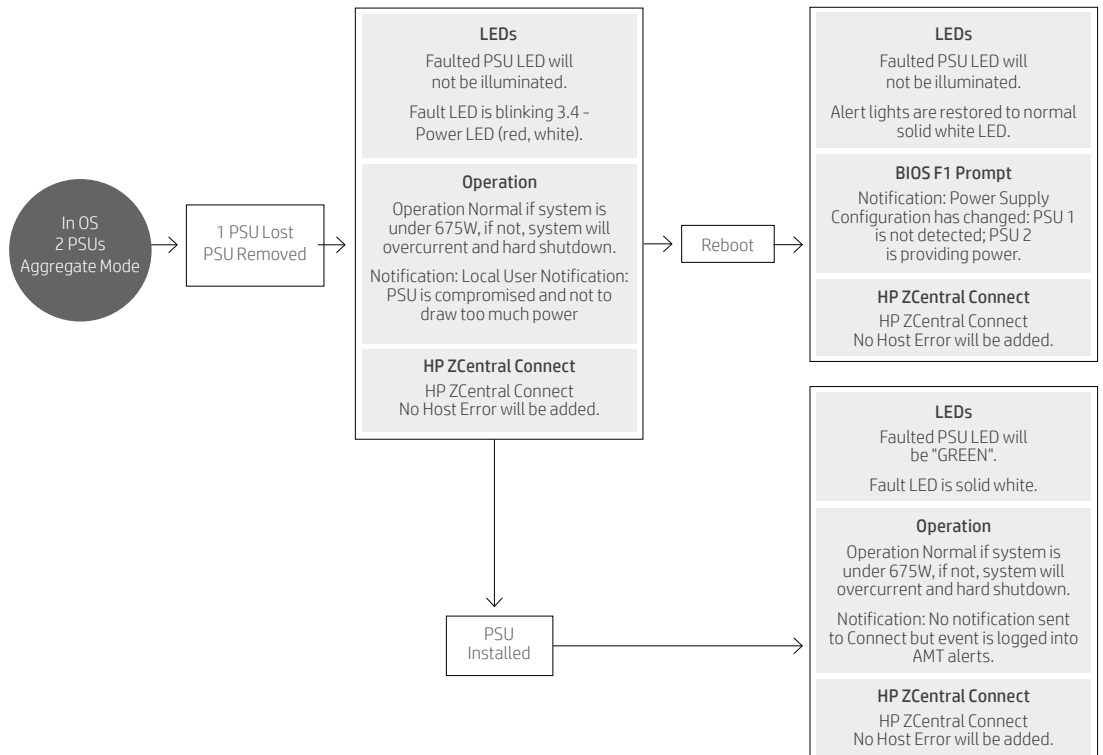 In OS
2 PSUs
Aggregate Mode
1 PSU Lost
PSU Removed
LEDs
Faulted PSU LED will
not be illuminated.
Fault LED is blinking 3.4 -
Power LED (red, white).
Operation
Operation Normal if system is
under 675W, if not, system will
overcurrent and hard shutdown.
Notification: Local User Notification:
PSU is compromised and not to
draw too much power
HP ZCentral Connect
HP ZCentral Connect
No Host Error will be added.
Reboot
LEDs
Faulted PSU LED will
not be illuminated.
Alert lights are restored to normal
solid white LED.
BIOS F1 Prompt
Notification: Power Supply
Configuration has changed: PSU 1
is not detected; PSU 2
is providing power.
HP ZCentral Connect
HP ZCentral Connect
No Host Error will be added.
PSU
Installed
LEDs
Faulted PSU LED will
be "GREEN".
Fault LED is solid white.
Operation
Operation Normal if system is
under 675W, if not, system will
overcurrent and hard shutdown.
Notification: No notification sent
to Connect but event is logged into
AMT alerts.
HP ZCentral Connect
HP ZCentral Connect
No Host Error will be added.